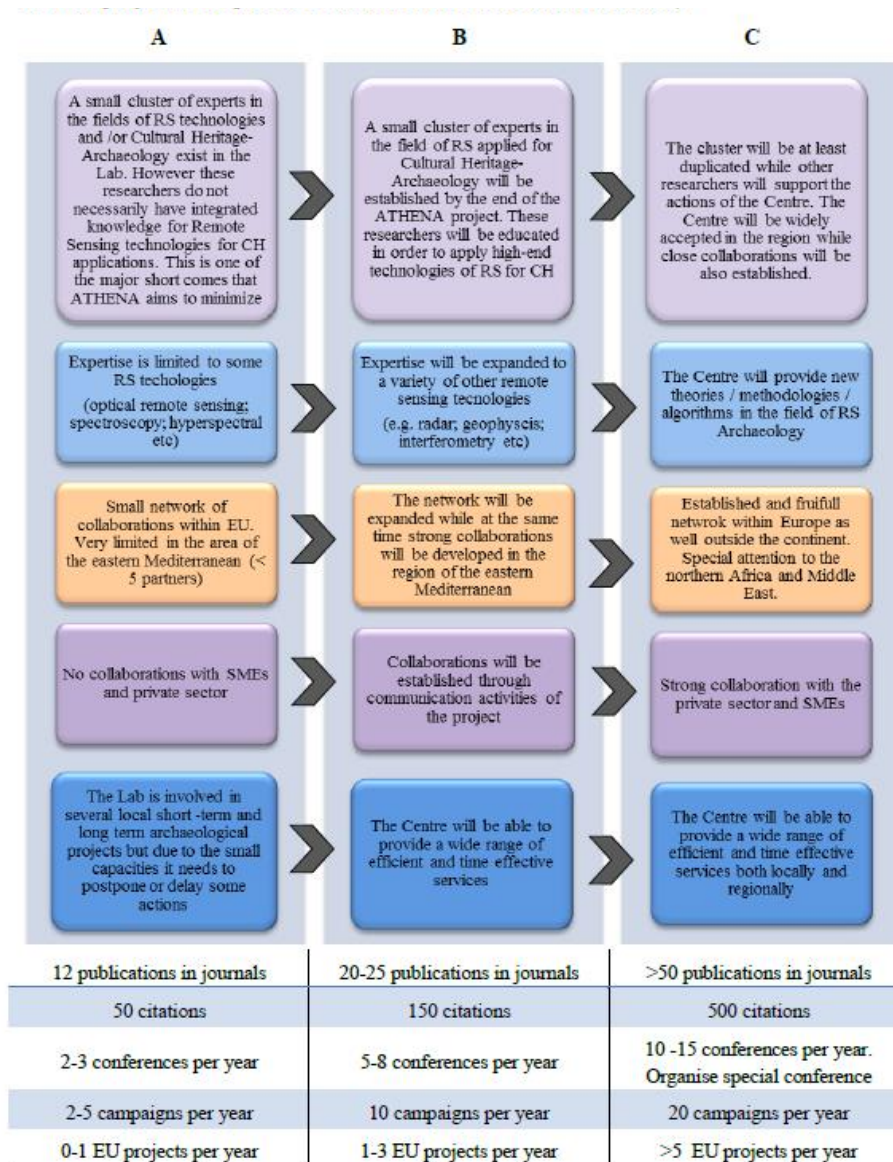 A
B
C
A small cluster of experts in
the fields of RS technologies
and /or Cultural Heritage-
Archaeology exist in the
Lab. However these
researchers do not
necessarily have integrated
knowledge for Remote
Sensing technologies for CH
applications. This is one of
the major short comes that
ATHENA aims to minimize
A small cluster of experts in
the field of RS applied for
Cultural Heritage-
Archaeology will be
established by the end of the
ATHENA project. These
researchers will be educated
in order to apply high-end
technologies of RS for CH
The cluster will be at least
duplicated while other
researchers will support the
actions of the Centre. The
Centre will be widely
accepted in the region while
close collaborations will be
also established.
Expertise is limited to some
RS techologies
(optical remote sensing;
spectroscopy; hyperspectral
etc)
Expertise will be expanded to
a variety of other remote
sensing tecnologies
(e.g. radar; geophyscis;
interferometry etc)
The Centre will provide new
theories / methodologies /
algorithms in the field of RS
Archaeology
Small network of
collaborations within EU.
Very limited in the area of
the eastern Mediterranean (<
5 partners)
The network will be
expanded while at the same
time strong collaborations
will be developed in the
region of the eastern
Mediterranean
Established and fruifull
netwrok within Europe as
well outside the continent.
Special attention to the
northern Africa and Middle
East.
No collaborations with SMEs
and private sector
Collaborations will be
established through
communication activities of
the project
Strong collaboration with the
private sector and SMEs
The Lab is involved in
several local short -term and
long term archaeological
projects but due to the small
capacities it needs to
postpone or delay some
actions
The Centre will be able to
provide a wide range of
efficient and time effective
services
The Centre will be able to
provide a wide range of
efficient and time effective
services both locally and
regionally
12 publications in journals
20-25 publications in journals
>50 publications in journals
50 citations
150 citations
500 citations
2-3 conferences per year
5-8 conferences per year
10 -15 conferences per year.
Organise special conference
2-5 campaigns per year
10 campaigns per year
20 campaigns per year
0-1 EU projects per year
1-3 EU projects per year
>5 EU projects per year